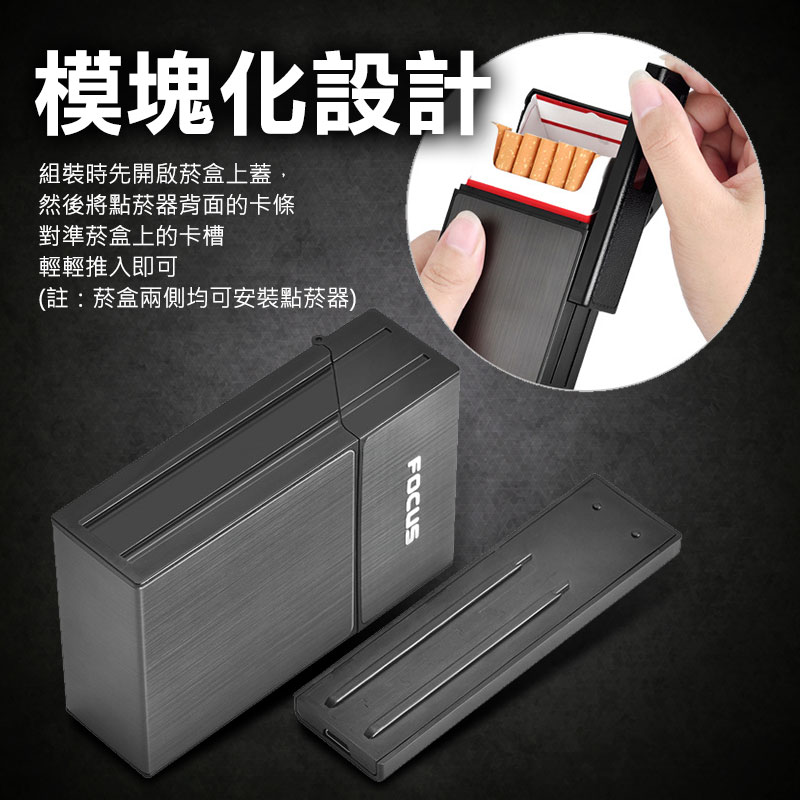 模塊化設計
組裝時先開啟菸盒上蓋，
然後將點菸器背面的卡條
對準菸盒上的卡槽
輕輕推入即可
(註：菸盒兩側均可安裝點菸器)
FOCUS